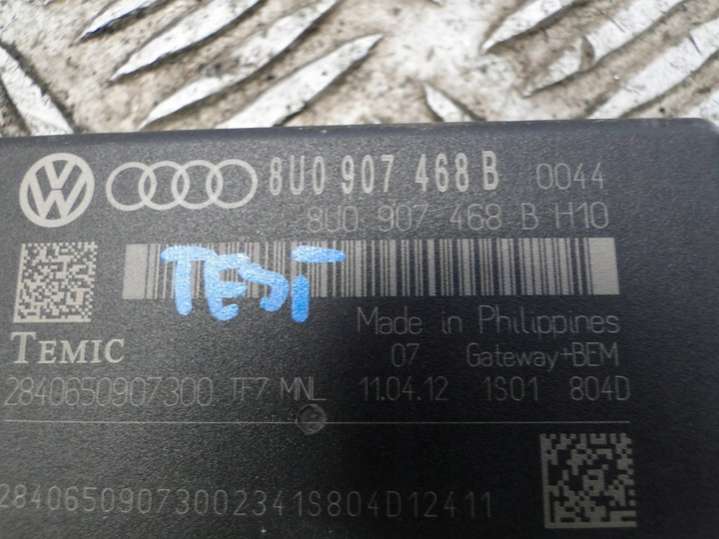 8U0 907 468 B 0044
8U0 907 468 B H10
TEST
Made in Philippines
TEMIC 07 Gateway+BEM
2840650907300 TF7 MNL 11.04.12 1S01 804D
28406509073002341S804D12411